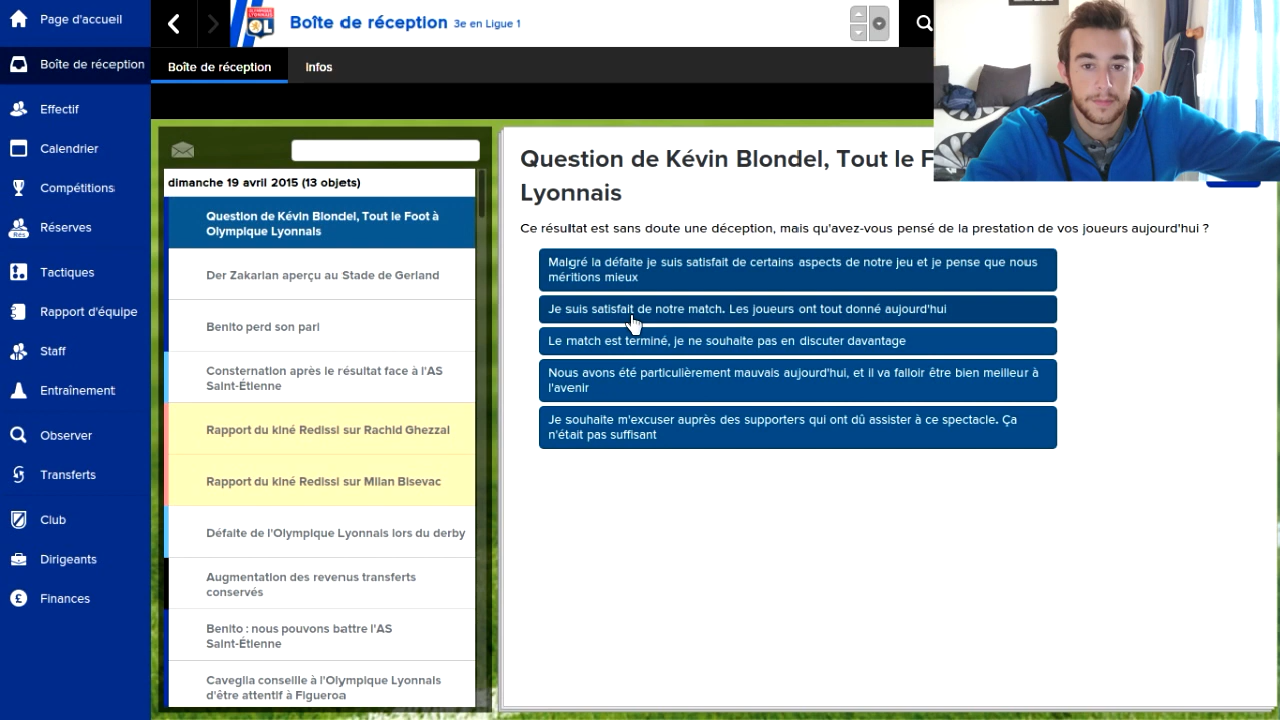 Page d'accueil
Boîte de réception
Effectif
Calendrier
Compétitions
Réserves
Tactiques
Rapport d'équipe
Staff
Entraînement
Observer
Transferts
Club
Dirigeants
Finances
OLYMPIQUE
LYONNAIS
OL
Boîte de réception 3e en Ligue 1
Boîte de réception Infos
dimanche 19 avril 2015 (13 objets)
Question de Kévin Blondel, Tout le Foot à
Olympique Lyonnais
Der Zakarian aperçu au Stade de Gerland
Benito perd son pari
Consternation après le résultat face à l'AS
Saint-Étienne
Rapport du kiné Redissi sur Rachid Ghezzal
Rapport du kiné Redissi sur Milan Bisevac
Défaite de l'Olympique Lyonnais lors du derby
Augmentation des revenus transferts
conservés
Benito : nous pouvons battre l'AS
Saint-Étienne
Caveglia conseille à l'Olympique Lyonnais
d'être attentif à Figueroa
Question de Kévin Blondel, Tout le F
Lyonnais
Ce résultat est sans doute une déception, mais qu'avez-vous pensé de la prestation de vos joueurs aujourd'hui ?
Malgré la défaite je suis satisfait de certains aspects de notre jeu et je pense que nous
méritions mieux
Je suis satisfait de notre match. Les joueurs ont tout donné aujourd'hui
Le match est terminé, je ne souhaite pas en discuter davantage
Nous avons été particulièrement mauvais aujourd'hui, et il va falloir être bien meilleur à
l'avenir
Je souhaite m'excuser auprès des supporters qui ont dû assister à ce spectacle. Ça
n'était pas suffisant